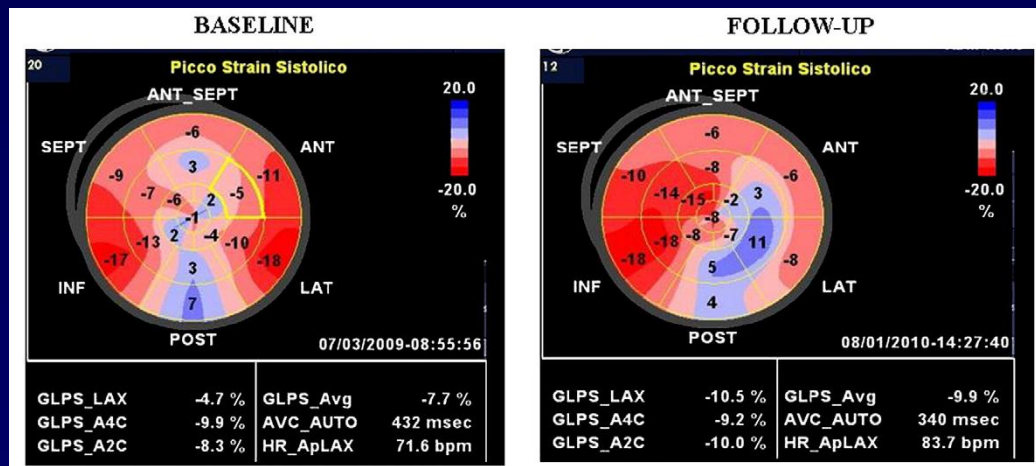 BASELINE
20
Picco Strain Sistolico
20.0
-20.0
%
ANT_SEPT
SEPT
ANT
-6
-9
3
-11
-7
-6
2
-5
-1
-13
2
-4
-10
-17
3
-18
INF
7
LAT
POST
07/03/2009-08:55:56
GLPS_LAX -4.7 % GLPS_Avg -7.7 %
GLPS_A4C -9.9 % AVC_AUTO 432 msec
GLPS_A2C -8.3 % HR_ApLAX 71.6 bpm
FOLLOW-UP
12
Picco Strain Sistolico
20.0
-20.0
%
ANT_SEPT
SEPT
ANT
-6
-10
-8
-6
-14
-15
-2
3
-8
-18
-8
-7
11
-18
5
-8
INF
4
LAT
POST
08/01/2010-14:27:40
GLPS_LAX -10.5 % GLPS_Avg -9.9 %
GLPS_A4C -9.2 % AVC_AUTO 340 msec
GLPS_A2C -10.0 % HR_ApLAX 83.7 bpm